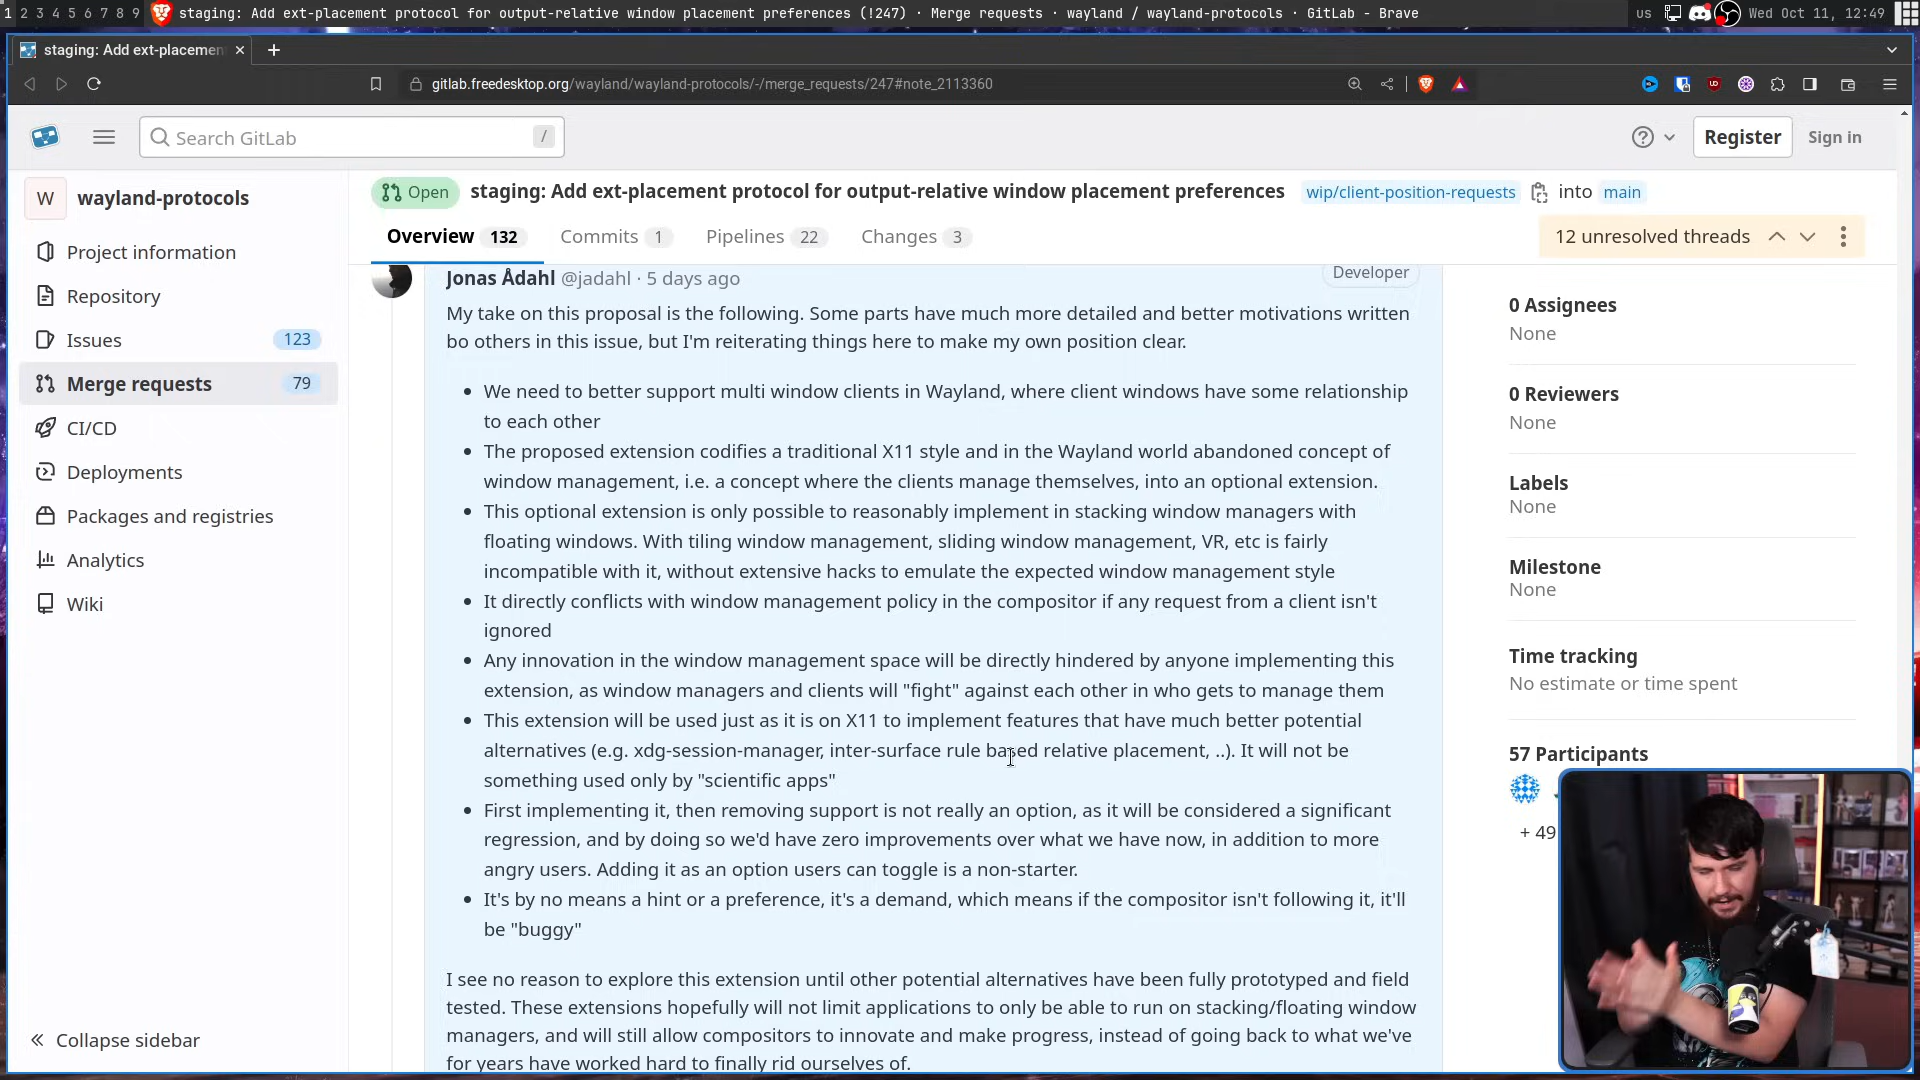 1 2 3 4 5 6 7 8 9 staging: Add ext-placement protocol for output-relative window placement preferences (!247) · Merge requests · wayland / wayland-protocols · GitLab - Brave us Wed Oct 11, 12:49
staging: Add ext-placemen
gitlab.freedesktop.org/wayland/wayland-protocols/-/merge_requests/247#note_2113360
Search GitLab /
Register Sign in
W wayland-protocols
Project information
Repository
Issues 123
Merge requests 79
CI/CD
Deployments
Packages and registries
Analytics
Wiki
Collapse sidebar
Open staging: Add ext-placement protocol for output-relative window placement preferences wip/client-position-requests into main
Overview 132 Commits 1 Pipelines 22 Changes 3 12 unresolved threads
Jonas Ådahl @jadahl · 5 days ago Developer
My take on this proposal is the following. Some parts have much more detailed and better motivations written
bo others in this issue, but I'm reiterating things here to make my own position clear.
• We need to better support multi window clients in Wayland, where client windows have some relationship
to each other
• The proposed extension codifies a traditional X11 style and in the Wayland world abandoned concept of
window management, i.e. a concept where the clients manage themselves, into an optional extension.
• This optional extension is only possible to reasonably implement in stacking window managers with
floating windows. With tiling window management, sliding window management, VR, etc is fairly
incompatible with it, without extensive hacks to emulate the expected window management style
• It directly conflicts with window management policy in the compositor if any request from a client isn't
ignored
• Any innovation in the window management space will be directly hindered by anyone implementing this
extension, as window managers and clients will "fight" against each other in who gets to manage them
• This extension will be used just as it is on X11 to implement features that have much better potential
alternatives (e.g. xdg-session-manager, inter-surface rule based relative placement, ..). It will not be
something used only by "scientific apps"
• First implementing it, then removing support is not really an option, as it will be considered a significant
regression, and by doing so we'd have zero improvements over what we have now, in addition to more
angry users. Adding it as an option users can toggle is a non-starter.
• It's by no means a hint or a preference, it's a demand, which means if the compositor isn't following it, it'll
be "buggy"
I see no reason to explore this extension until other potential alternatives have been fully prototyped and field
tested. These extensions hopefully will not limit applications to only be able to run on stacking/floating window
managers, and will still allow compositors to innovate and make progress, instead of going back to what we've
for years have worked hard to finally rid ourselves of.
0 Assignees
None
0 Reviewers
None
Labels
None
Milestone
None
Time tracking
No estimate or time spent
57 Participants
+ 49